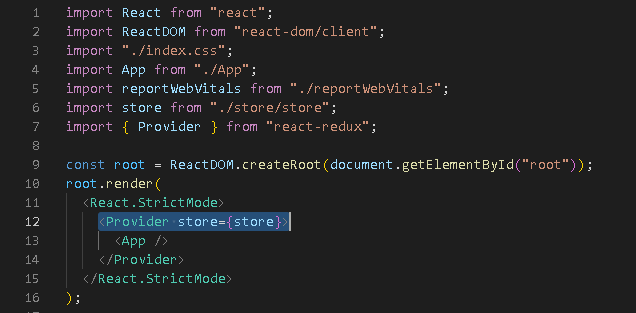 1 import React from "react";
2 import ReactDOM from "react-dom/client";
3 import "./index.css";
4 import App from "./App";
5 import reportWebVitals from "./reportWebVitals";
6 import store from "./store/store";
7 import { Provider } from "react-redux";
8
9 const root = ReactDOM.createRoot(document.getElementById("root"));
10 root.render(
11   <React.StrictMode>
12     <Provider store={store}>
13       <App />
14     </Provider>
15   </React.StrictMode>
16 );